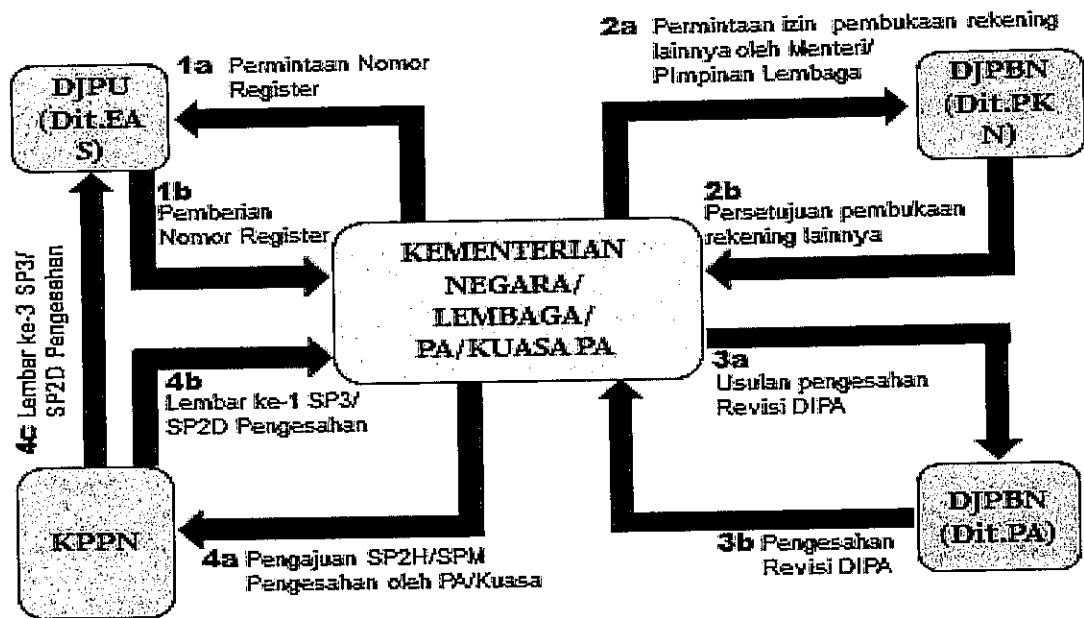 1a Permintaan Nomor
Register
DJPU
(Dit.EA
S)
1b
Pemberian
Nomor Register
2a Permintaan izin pembukaan rekening
lainnya oleh Menteri/
PImpinan Lembaga
DJPBN
(Dit.PK
N)
2b
Persetujuan pembukaan
rekening lainnya
KEMENTERIAN
NEGARA/
LEMBAGA/
PA/KUASA PA
3a
Usulan pengesahan
Revisi DIPA
DJPBN
(Dit.PA)
3b Pengesahan
Revisi DIPA
4a Pengajuan SP2H/SPM
Pengesahan oleh PA/Kuasa
KPPN
4b
Lembar ke-1 SP3/
SP2D Pengesahan
4c Lembar ke-3 SP3/
SP2D Pengesahan